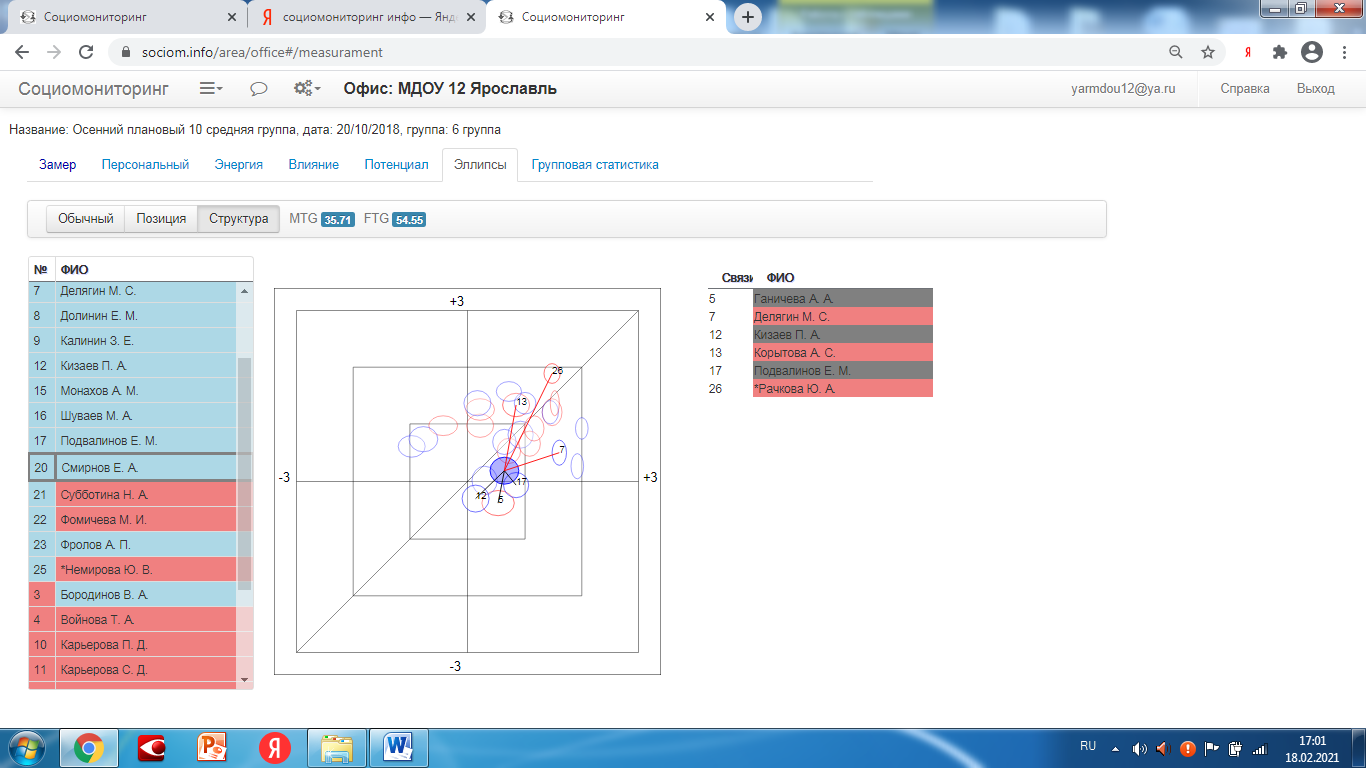 Социомониторинг
социомониторинг инфо — Янд
Социомониторинг
sociom.info/area/office#/measurament
Социомониторинг
Офис: МДОУ 12 Ярославль
yarmdou12@ya.ru
Справка
Выход
Название: Осенний плановый 10 средняя группа, дата: 20/10/2018, группа: 6 группа
Замер Персональный Энергия Влияние Потенциал Эллипсы Групповая статистика
Обычный Позиция Структура MTG 35.71 FTG 54.55
№ ФИО
7 Делягин М. С.
8 Долинин Е. М.
9 Калинин З. Е.
12 Кизаев П. А.
15 Монахов А. М.
16 Шуваев М. А.
17 Подвалинов Е. М.
20 Смирнов Е. А.
21 Субботина Н. А.
22 Фомичева М. И.
23 Фролов А. П.
25 *Немирова Ю. В.
3 Бородинов В. А.
4 Войнова Т. А.
10 Карьерова П. Д.
11 Карьерова С. Д.
+3
26
13
7
-3
+3
17
12
5
-3
Связи ФИО
5 Ганичева А. А.
7 Делягин М. С.
12 Кизаев П. А.
13 Корытова А. С.
17 Подвалинов Е. М.
26 *Рачкова Ю. А.
RU
17:01
18.02.2021